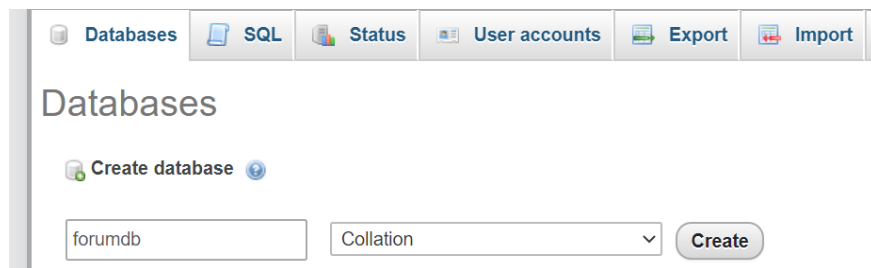 Databases SQL Status User accounts Export Import
Databases
Create database
forumdb Collation Create